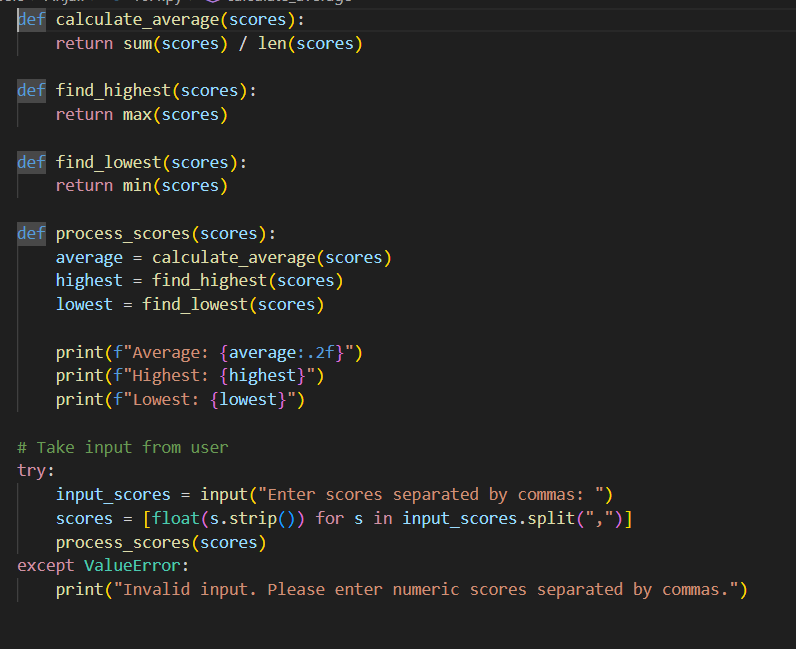 def calculate_average(scores):
    return sum(scores) / len(scores)

def find_highest(scores):
    return max(scores)

def find_lowest(scores):
    return min(scores)

def process_scores(scores):
    average = calculate_average(scores)
    highest = find_highest(scores)
    lowest = find_lowest(scores)

    print(f"Average: {average:.2f}")
    print(f"Highest: {highest}")
    print(f"Lowest: {lowest}")

# Take input from user
try:
    input_scores = input("Enter scores separated by commas: ")
    scores = [float(s.strip()) for s in input_scores.split(",")]
    process_scores(scores)
except ValueError:
    print("Invalid input. Please enter numeric scores separated by commas.")